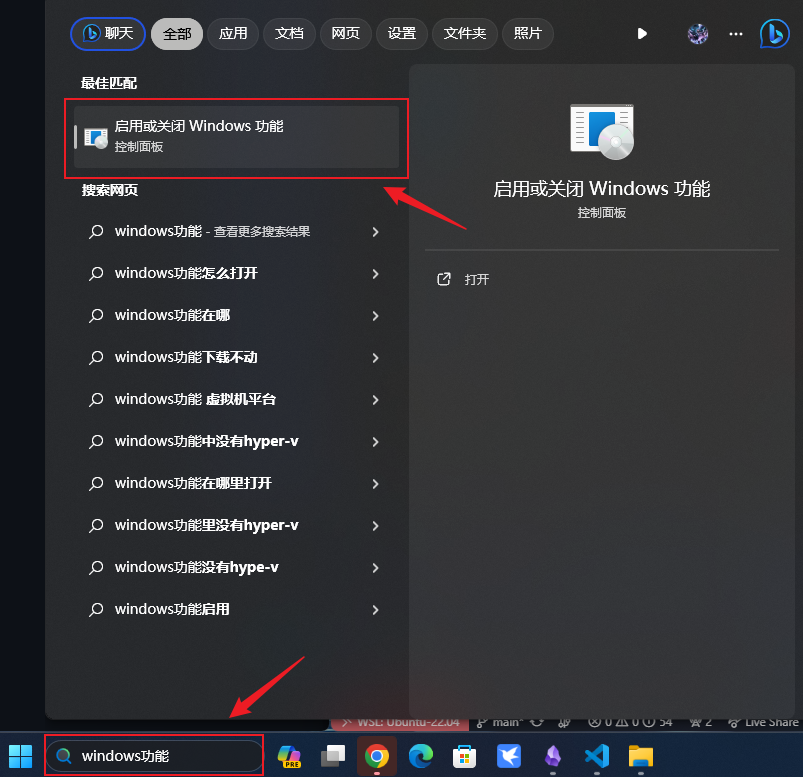 聊天 全部 应用 文档 网页 设置 文件夹 照片
最佳匹配
启用或关闭 Windows 功能
控制面板
搜索网页
windows功能 - 查看更多搜索结果
windows功能怎么打开
windows功能在哪
windows功能下载不动
windows功能 虚拟机平台
windows功能中没有hyper-v
windows功能在哪里打开
windows功能里没有hyper-v
windows功能没有hype-v
windows功能启用
启用或关闭 Windows 功能
控制面板
打开
WSL: Ubuntu-22.04 main* 0 0 54 2 Live Share
windows功能
PRE